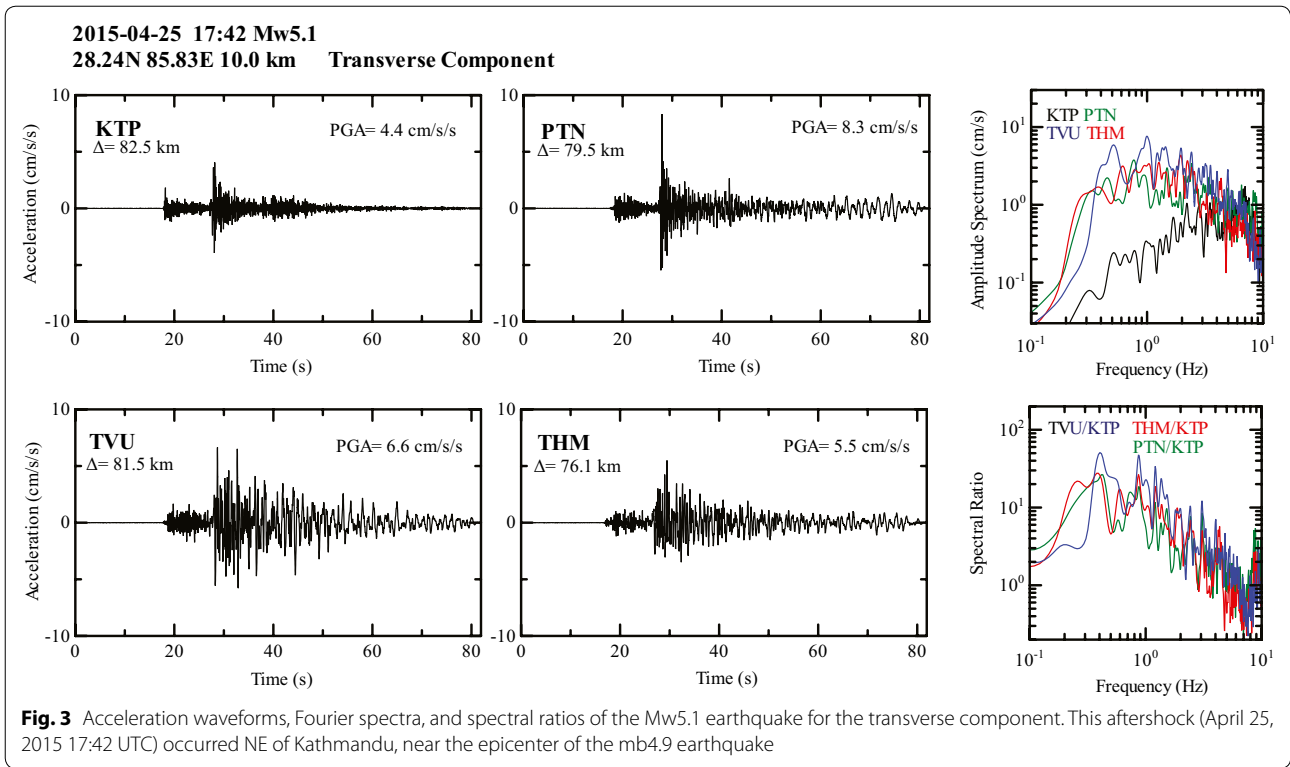 2015-04-25 17:42 Mw5.1
28.24N 85.83E 10.0 km Transverse Component
10
0
-10
Acceleration (cm/s/s)
KTP
Δ= 82.5 km
PGA= 4.4 cm/s/s
0 20 40 60 80
Time (s)
10
0
-10
PTN
Δ= 79.5 km
PGA= 8.3 cm/s/s
0 20 40 60 80
Time (s)
Amplitude Spectrum (cm/s)
10^1
10^0
10^-1
KTP PTN
TVU THM
10^-1 10^0 10^1
Frequency (Hz)
10
0
-10
Acceleration (cm/s/s)
TVU
Δ= 81.5 km
PGA= 6.6 cm/s/s
0 20 40 60 80
Time (s)
10
0
-10
THM
Δ= 76.1 km
PGA= 5.5 cm/s/s
0 20 40 60 80
Time (s)
Spectral Ratio
10^2
10^1
10^0
TVU/KTP THM/KTP
PTN/KTP
10^-1 10^0 10^1
Frequency (Hz)
Fig. 3 Acceleration waveforms, Fourier spectra, and spectral ratios of the Mw5.1 earthquake for the transverse component. This aftershock (April 25,
2015 17:42 UTC) occurred NE of Kathmandu, near the epicenter of the mb4.9 earthquake